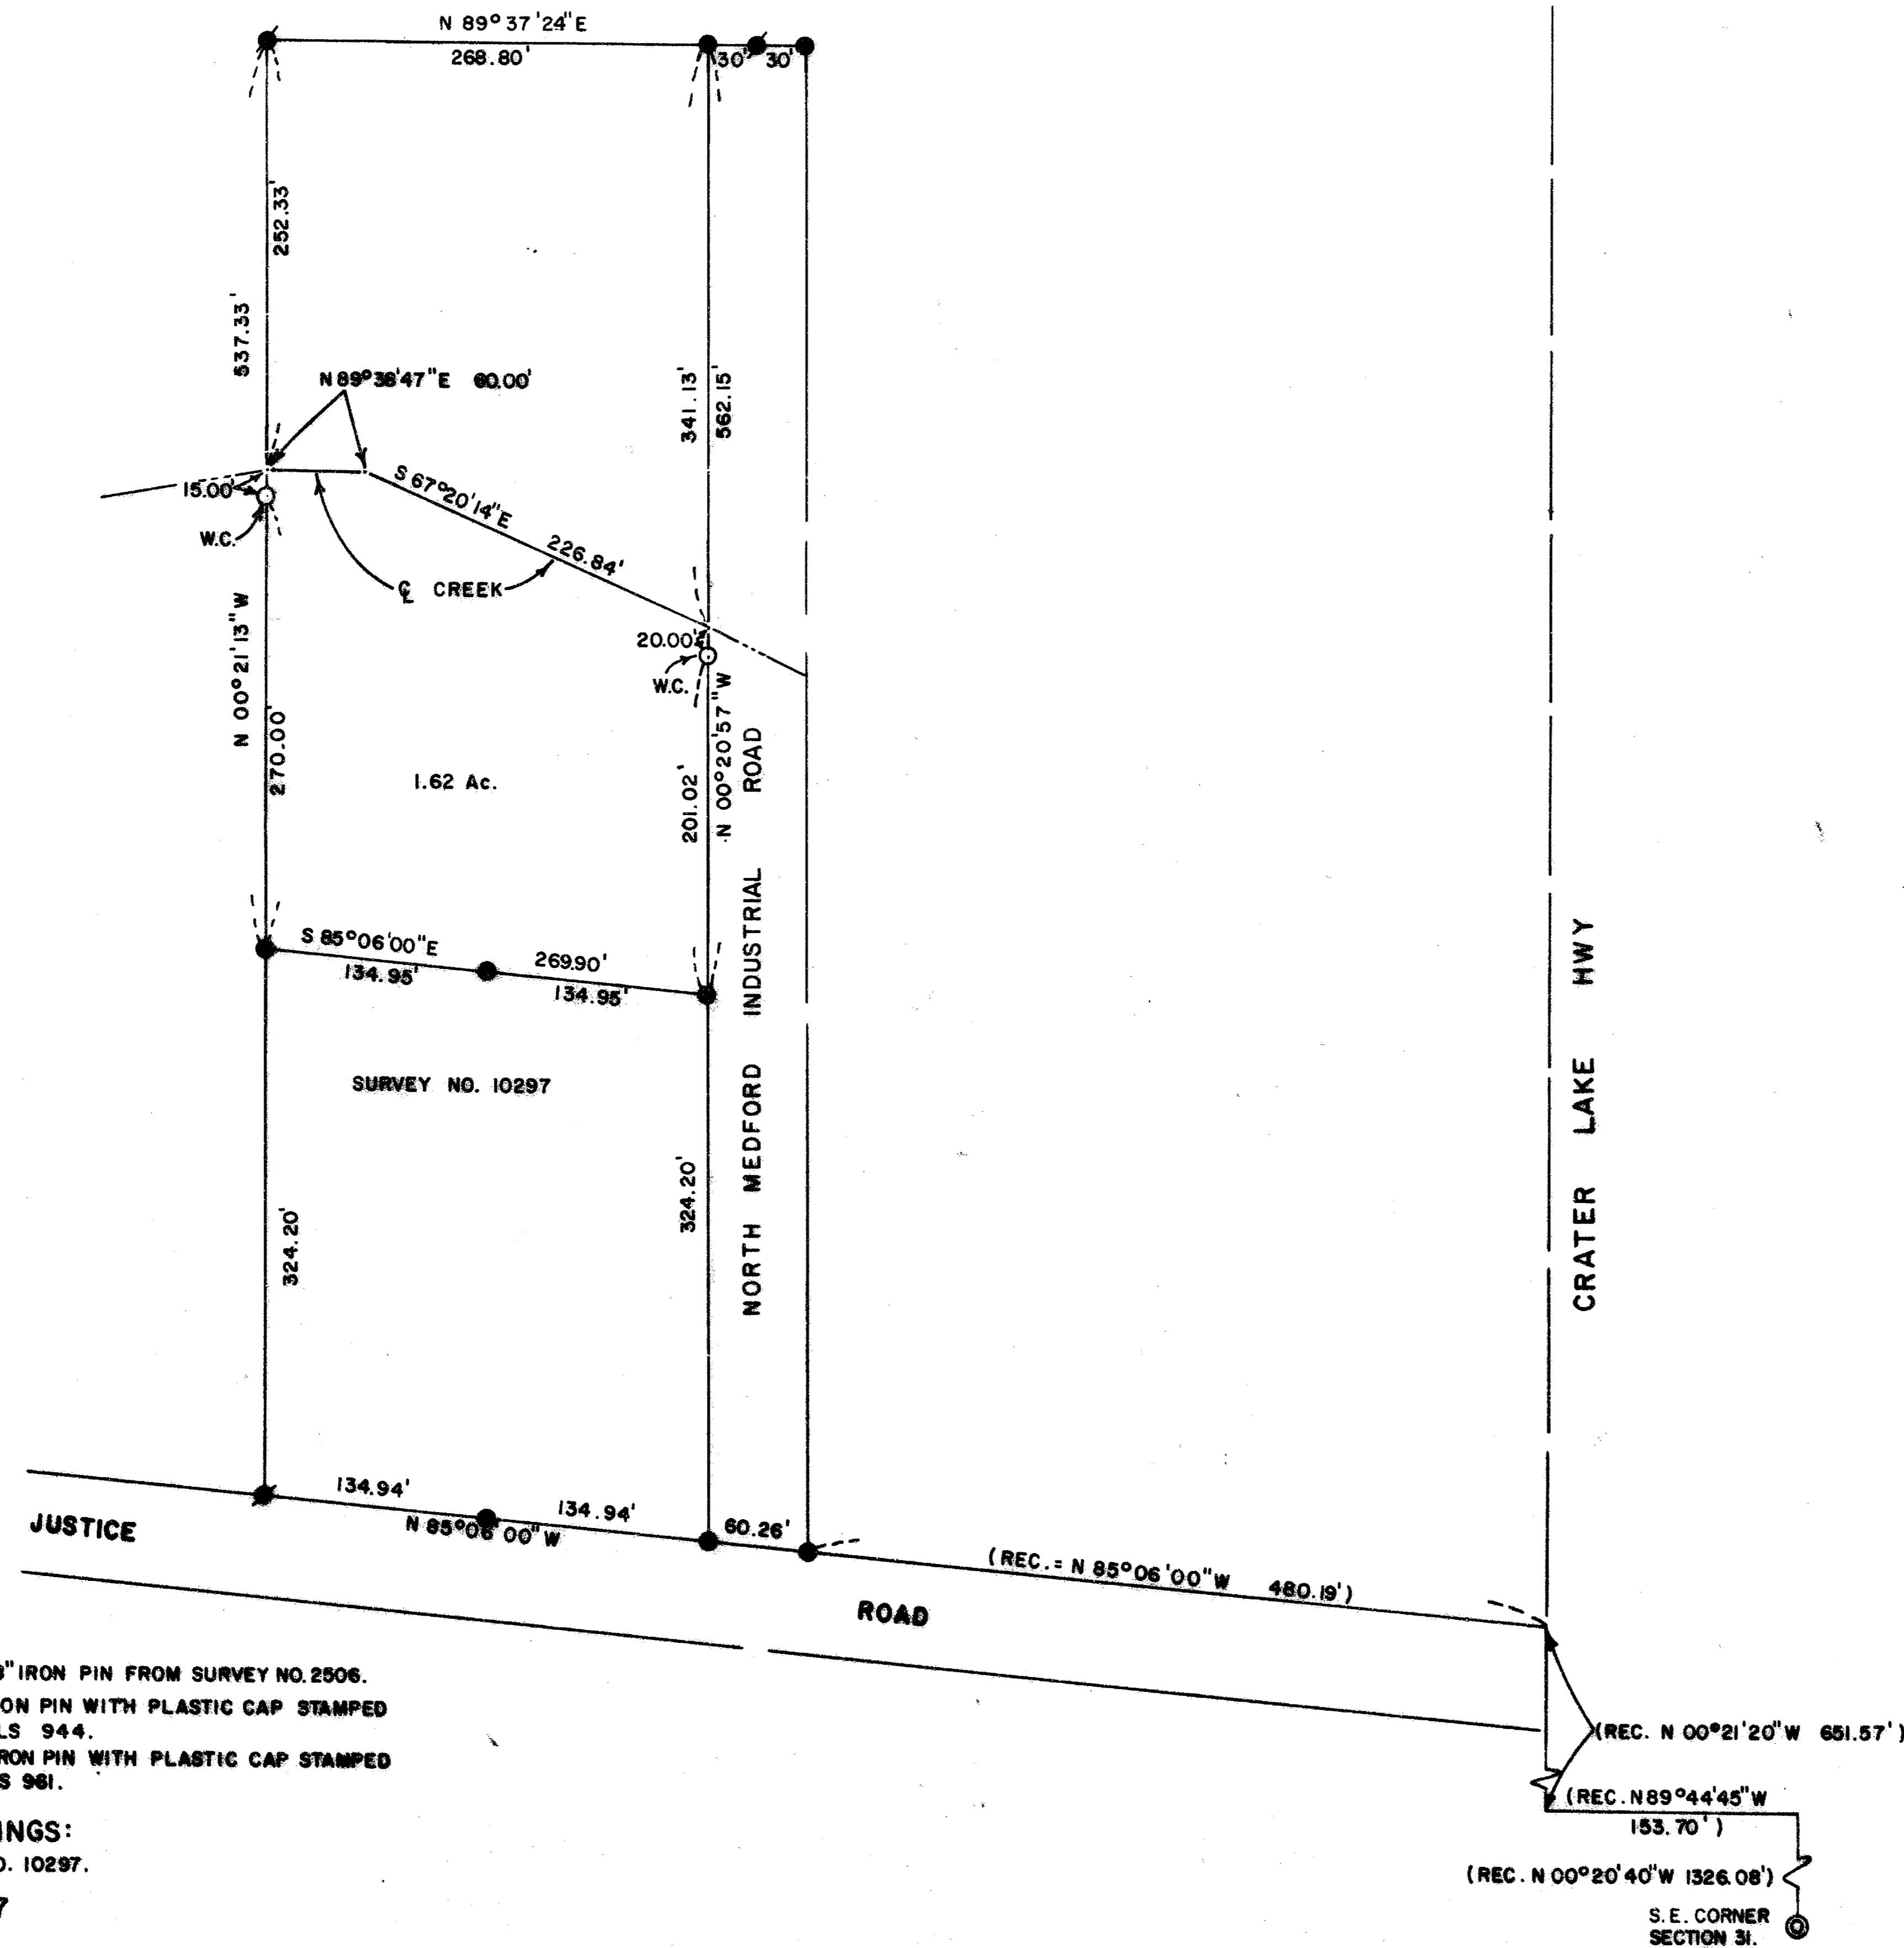 N 89° 37' 24" E
268.80'
30' 30'
252.33'
537.33'
N 89° 38' 47" E 60.00'
341.13'
562.15'
S 67° 20' 14" E
226.84'
15.00'
W.C.
℄ CREEK
20.00'
W.C.
N 00° 21' 13" W
270.00'
1.62 Ac.
201.02'
N 00° 20' 57" W
NORTH MEDFORD INDUSTRIAL ROAD
CRATER LAKE HWY
S 85° 06' 00" E
269.90'
134.95'
134.95'
SURVEY NO. 10297
324.20'
324.20'
134.94'
134.94'
N 85° 06' 00" W
60.26'
JUSTICE
ROAD
(REC. = N 85° 06' 00" W 480.19')
" IRON PIN FROM SURVEY NO. 2506.
ON PIN WITH PLASTIC CAP STAMPED
LS 944.
RON PIN WITH PLASTIC CAP STAMPED
S 961.
INGS:
O. 10297.
7
(REC. N 00° 21' 20" W 651.57')
(REC. N 89° 44' 45" W
153.70')
(REC. N 00° 20' 40" W 1326.08')
S.E. CORNER
SECTION 31.